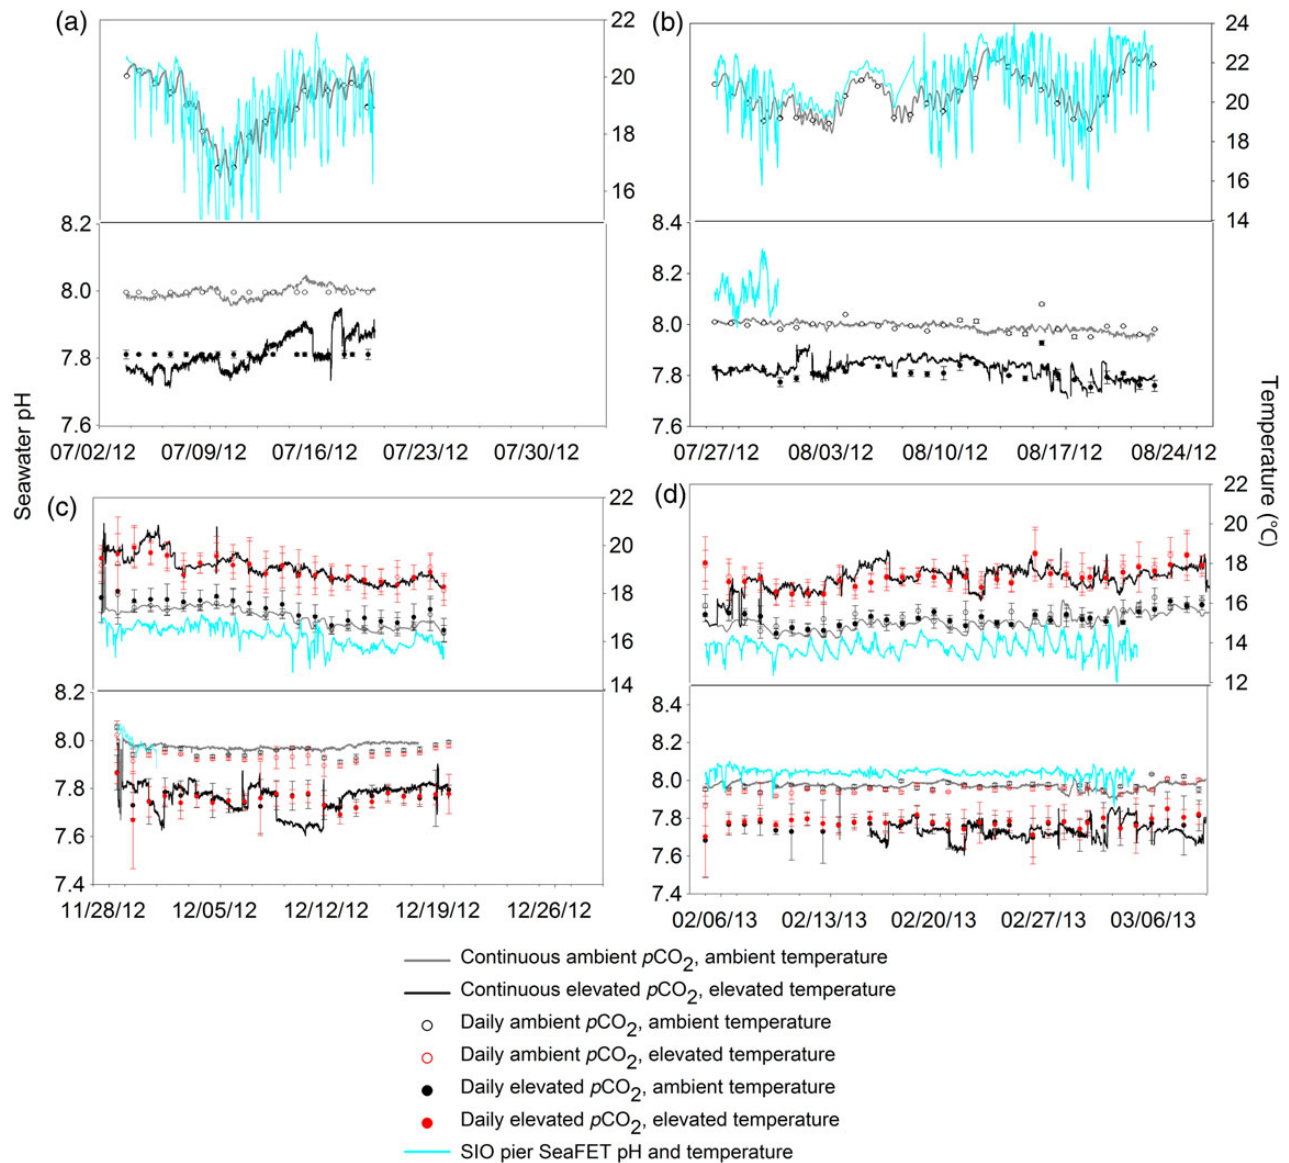 (a)
22
20
18
16
(b)
24
22
20
18
16
14
8.2
8.0
7.8
7.6
07/02/12 07/09/12 07/16/12 07/23/12 07/30/12
8.4
8.2
8.0
7.8
7.6
07/27/12 08/03/12 08/10/12 08/17/12 08/24/12
Seawater pH
Temperature (°C)
(c)
22
20
18
16
14
(d)
22
20
18
16
14
12
8.2
8.0
7.8
7.6
7.4
11/28/12 12/05/12 12/12/12 12/19/12 12/26/12
8.4
8.2
8.0
7.8
7.6
7.4
02/06/13 02/13/13 02/20/13 02/27/13 03/06/13
Continuous ambient pCO2, ambient temperature
Continuous elevated pCO2, elevated temperature
Daily ambient pCO2, ambient temperature
Daily ambient pCO2, elevated temperature
Daily elevated pCO2, ambient temperature
Daily elevated pCO2, elevated temperature
SIO pier SeaFET pH and temperature